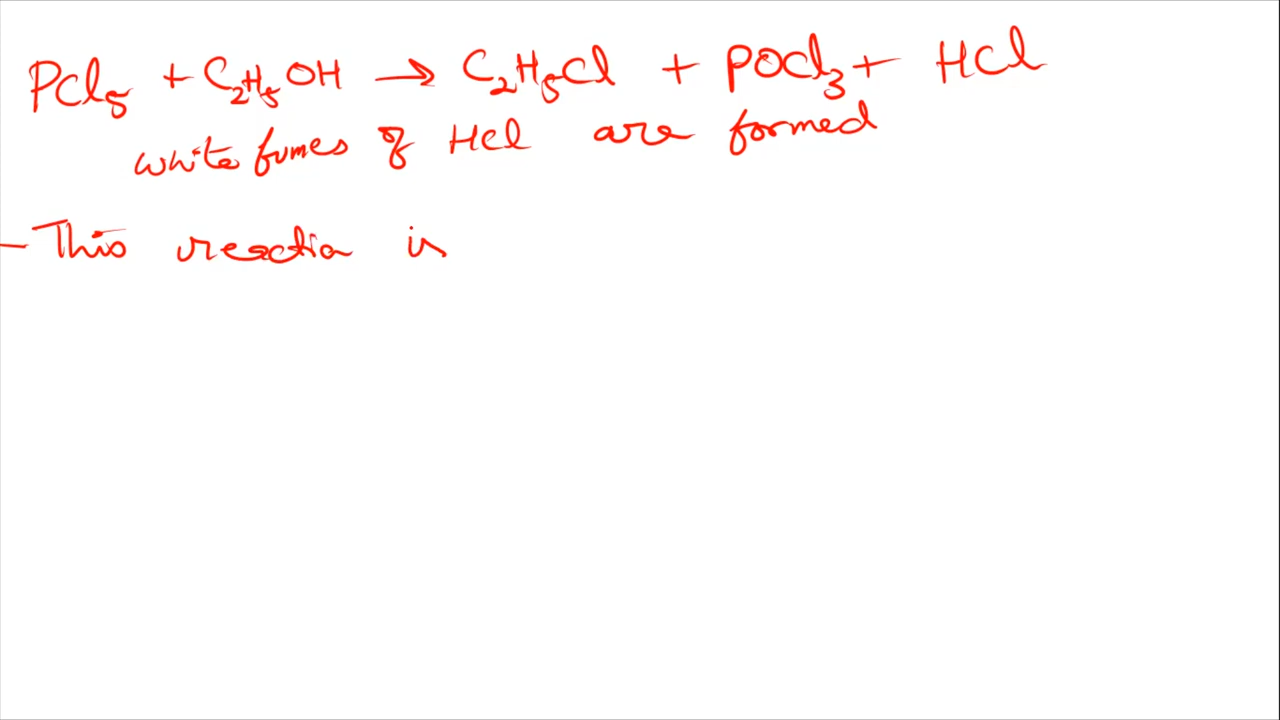 PCl₅ + C₂H₅OH → C₂H₅Cl + POCl₃ + HCl
white fumes of HCl are formed
- This reaction is